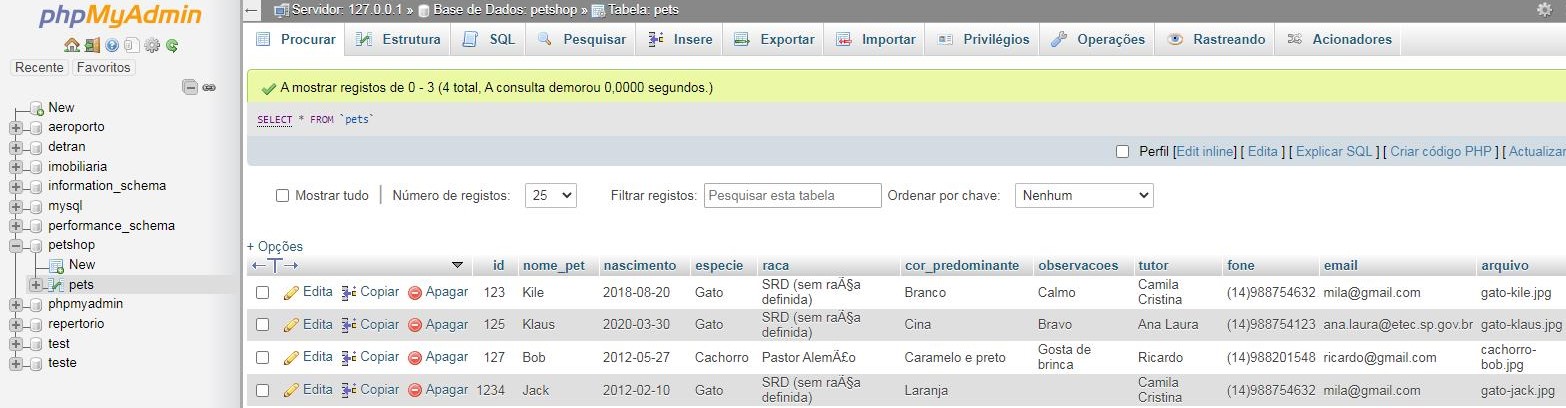 phpMyAdmin
Recente Favoritos
New
aeroporto
detran
imobiliaria
information_schema
mysql
performance_schema
petshop
New
pets
phpmyadmin
repertorio
test
teste
Servidor: 127.0.0.1 » Base de Dados: petshop » Tabela: pets
Procurar Estrutura SQL Pesquisar Insere Exportar Importar Privilégios Operações Rastreando Acionadores
A mostrar registos de 0 - 3 (4 total, A consulta demorou 0,0000 segundos.)
SELECT * FROM `pets`
Perfil [Edit inline] [ Edita ] [ Explicar SQL ] [ Criar código PHP ] [ Actualizar
Mostrar tudo | Número de registos: 25 Filtrar registos: Pesquisar esta tabela Ordenar por chave: Nenhum
+ Opções
←T→ id nome_pet nascimento especie raca cor_predominante observacoes tutor fone email arquivo
Edita Copiar Apagar 123 Kile 2018-08-20 Gato SRD (sem raÃ§a definida) Branco Calmo Camila Cristina (14)988754632 mila@gmail.com gato-kile.jpg
Edita Copiar Apagar 125 Klaus 2020-03-30 Gato SRD (sem raÃ§a definida) Cina Bravo Ana Laura (14)988754123 ana.laura@etec.sp.gov.br gato-klaus.jpg
Edita Copiar Apagar 127 Bob 2012-05-27 Cachorro Pastor AlemÃ£o Caramelo e preto Gosta de brinca Ricardo (14)988201548 ricardo@gmail.com cachorro-bob.jpg
Edita Copiar Apagar 1234 Jack 2012-02-10 Gato SRD (sem raÃ§a definida) Laranja Camila Cristina (14)988754632 mila@gmail.com gato-jack.jpg